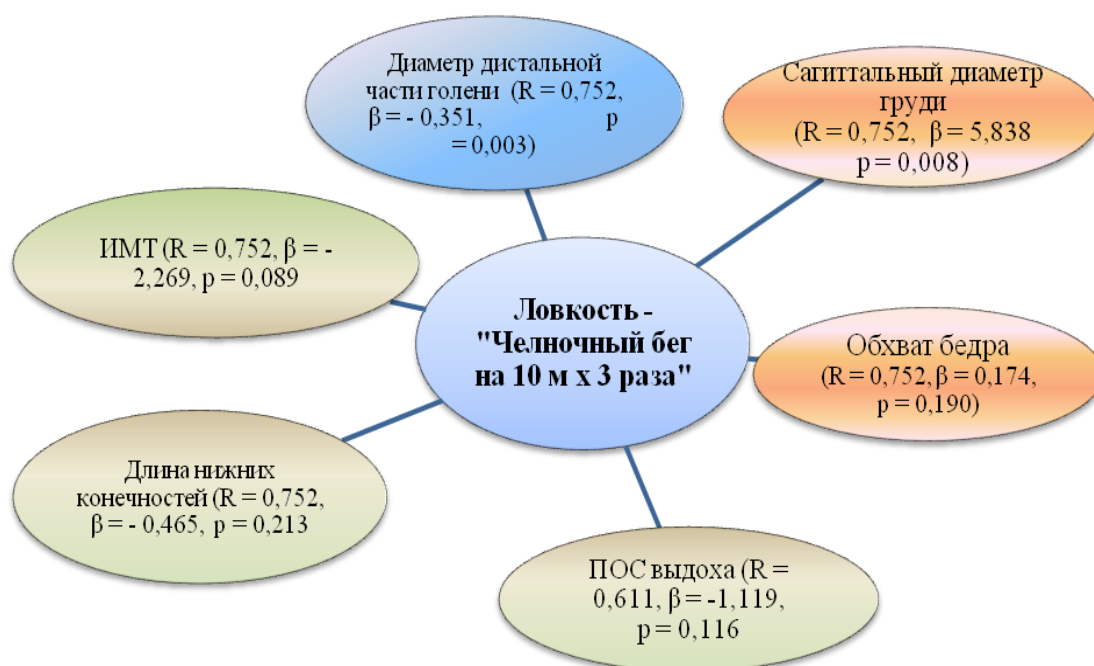 Диаметр дистальной
части голени (R = 0,752,
β = - 0,351, p
= 0,003)
Сагиттальный диаметр
груди
(R = 0,752, β = 5,838
p = 0,008)
ИМТ (R = 0,752, β = -
2,269, p = 0,089
Ловкость -
"Челночный бег
на 10 м х 3 раза"
Обхват бедра
(R = 0,752, β = 0,174,
p = 0,190)
Длина нижних
конечностей (R = 0,752,
β = - 0,465, p = 0,213
ПОС выдоха (R =
0,611, β = -1,119,
p = 0,116